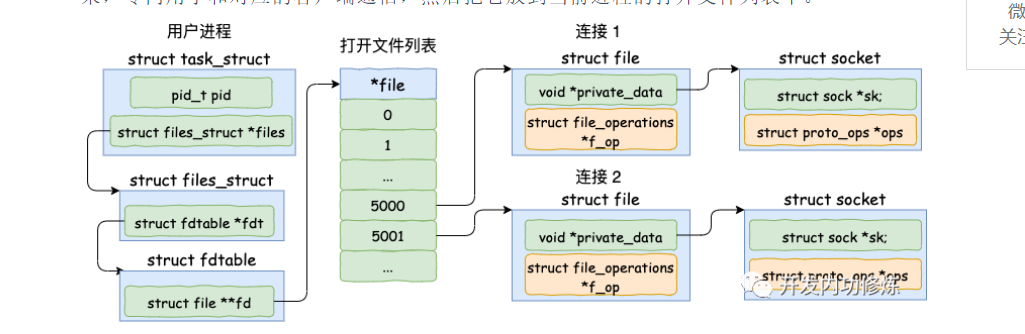 用户进程
struct task_struct
pid_t pid
struct files_struct *files
struct files_struct
struct fdtable *fdt
struct fdtable
struct file **fd
打开文件列表
*file
0
1
...
5000
5001
...
连接 1
struct file
void *private_data
struct file_operations
*f_op
struct socket
struct sock *sk;
struct proto_ops *ops
连接 2
struct file
void *private_data
struct file_operations
*f_op
struct socket
struct sock *sk;
struct proto_ops *ops
开发内功修炼
微
关注